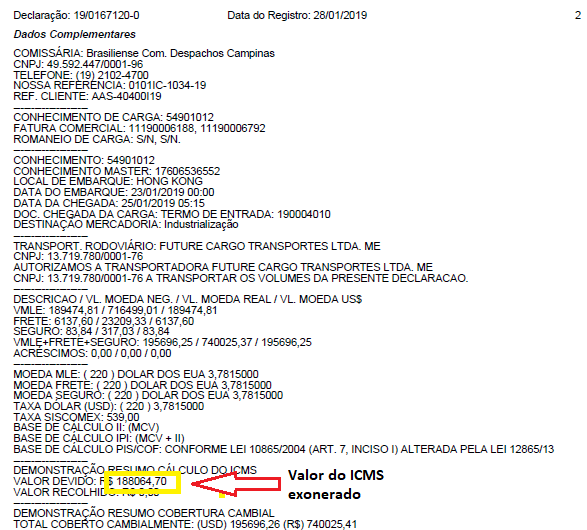 Declaração: 19/0167120-0 Data do Registro: 28/01/2019 2
Dados Complementares
COMISSÁRIA: Brasiliense Com. Despachos Campinas
CNPJ: 49.592.447/0001-96
TELEFONE: (19) 2102-4700
NOSSA REFERÊNCIA: 0101IC-1034-19
REF. CLIENTE: AAS-40400I19
---------------------------
CONHECIMENTO DE CARGA: 54901012
FATURA COMERCIAL: 11190006188, 11190006792
ROMANEIO DE CARGA: S/N, S/N.
---------------------------
CONHECIMENTO: 54901012
CONHECIMENTO MASTER: 17606536552
LOCAL DE EMBARQUE: HONG KONG
DATA DO EMBARQUE: 23/01/2019 00:00
DATA DA CHEGADA: 25/01/2019 05:15
DOC. CHEGADA DA CARGA: TERMO DE ENTRADA: 190004010
DESTINAÇÃO MERCADORIA: Industrialização
---------------------------
TRANSPORT. RODOVIÁRIO: FUTURE CARGO TRANSPORTES LTDA. ME
CNPJ: 13.719.780/0001-76
AUTORIZAMOS A TRANSPORTADORA FUTURE CARGO TRANSPORTES LTDA. ME
CNPJ: 13.719.780/0001-76 A TRANSPORTAR OS VOLUMES DA PRESENTE DECLARACAO.
---------------------------
DESCRICAO / VL. MOEDA NEG. / VL. MOEDA REAL / VL. MOEDA US$
VMLE: 189474,81 / 716499,01 / 189474,81
FRETE: 6137,60 / 23209,33 / 6137,60
SEGURO: 83,84 / 317,03 / 83,84
VMLE+FRETE+SEGURO: 195696,25 / 740025,37 / 195696,25
ACRÉSCIMOS: 0,00 / 0,00 / 0,00
---------------------------
MOEDA MLE: ( 220 ) DOLAR DOS EUA 3,7815000
MOEDA FRETE: ( 220 ) DOLAR DOS EUA 3,7815000
MOEDA SEGURO: ( 220 ) DOLAR DOS EUA 3,7815000
TAXA DÓLAR (USD): ( 220 ) 3,7815000
TAXA SISCOMEX: 539,00
BASE DE CÁLCULO II: (MCV)
BASE DE CÁLCULO IPI: (MCV + II)
BASE DE CÁLCULO PIS/COF: CONFORME LEI 10865/2004 (ART. 7, INCISO I) ALTERADA PELA LEI 12865/13
---------------------------
DEMONSTRAÇÃO RESUMO CÁLCULO DO ICMS
VALOR DEVIDO: R$ 188064,70 Valor do ICMS
VALOR RECOLHIDO: R$ 0,00 exonerado
---------------------------
DEMONSTRAÇÃO RESUMO COBERTURA CAMBIAL
TOTAL COBERTO CAMBIALMENTE: (USD) 195696,26 (R$) 740025,41